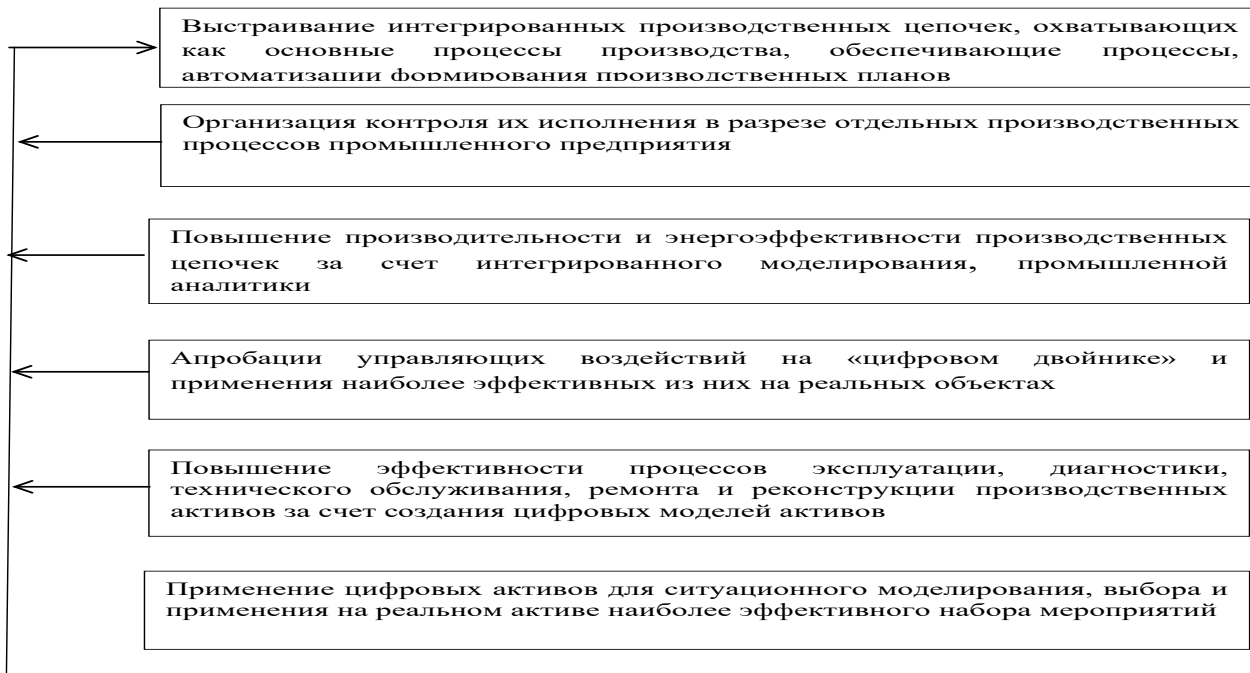 Выстраивание интегрированных производственных цепочек, охватывающих
как основные процессы производства, обеспечивающие процессы,
автоматизации формирования производственных планов
Организация контроля их исполнения в разрезе отдельных производственных
процессов промышленного предприятия
Повышение производительности и энергоэффективности производственных
цепочек за счет интегрированного моделирования, промышленной
аналитики
Апробации управляющих воздействий на «цифровом двойнике» и
применения наиболее эффективных из них на реальных объектах
Повышение эффективности процессов эксплуатации, диагностики,
технического обслуживания, ремонта и реконструкции производственных
активов за счет создания цифровых моделей активов
Применение цифровых активов для ситуационного моделирования, выбора и
применения на реальном активе наиболее эффективного набора мероприятий